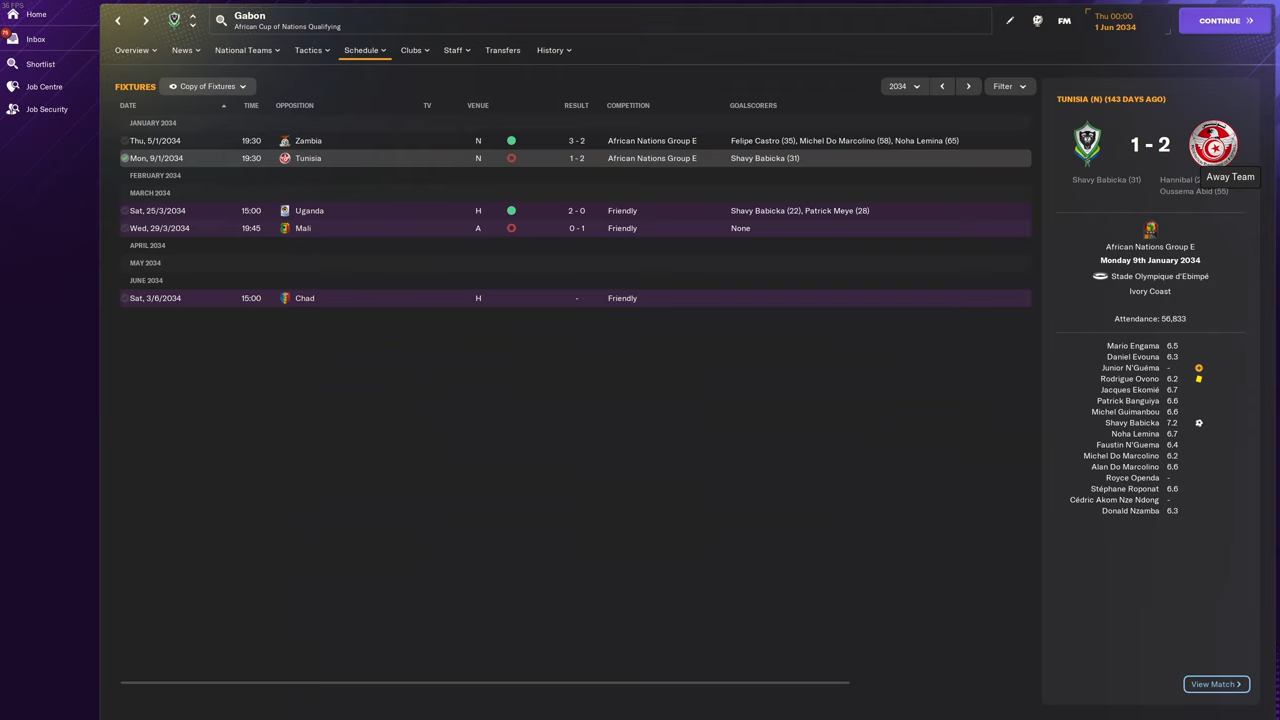 36 FPS
Home
76
Inbox
Shortlist
Job Centre
Job Security
Gabon
African Cup of Nations Qualifying
FM
Thu 00:00
1 Jun 2034
CONTINUE
Overview
News
National Teams
Tactics
Schedule
Clubs
Staff
Transfers
History
FIXTURES
Copy of Fixtures
2034
Filter
DATE TIME OPPOSITION TV VENUE RESULT COMPETITION GOALSCORERS
JANUARY 2034
Thu, 5/1/2034 19:30 Zambia N 3 - 2 African Nations Group E Felipe Castro (35), Michel Do Marcolino (58), Noha Lemina (65)
Mon, 9/1/2034 19:30 Tunisia N 1 - 2 African Nations Group E Shavy Babicka (31)
FEBRUARY 2034
MARCH 2034
Sat, 25/3/2034 15:00 Uganda H 2 - 0 Friendly Shavy Babicka (22), Patrick Meye (28)
Wed, 29/3/2034 19:45 Mali A 0 - 1 Friendly None
APRIL 2034
MAY 2034
JUNE 2034
Sat, 3/6/2034 15:00 Chad H - Friendly
TUNISIA (N) (143 DAYS AGO)
1 - 2
Away Team
Shavy Babicka (31)
Hannibal
Oussema Abid (55)
African Nations Group E
Monday 9th January 2034
Stade Olympique d'Ebimpé
Ivory Coast
Attendance: 56,833
Mario Engama 6.5
Daniel Evouna 6.3
Junior N'Guéma -
Rodrigue Ovono 6.2
Jacques Ekomié 6.7
Patrick Banguiya 6.6
Michel Guimanbou 6.6
Shavy Babicka 7.2
Noha Lemina 6.7
Faustin N'Guema 6.4
Michel Do Marcolino 6.2
Alan Do Marcolino 6.6
Royce Openda -
Stéphane Roponat 6.6
Cédric Akom Nze Ndong -
Donald Nzamba 6.3
View Match